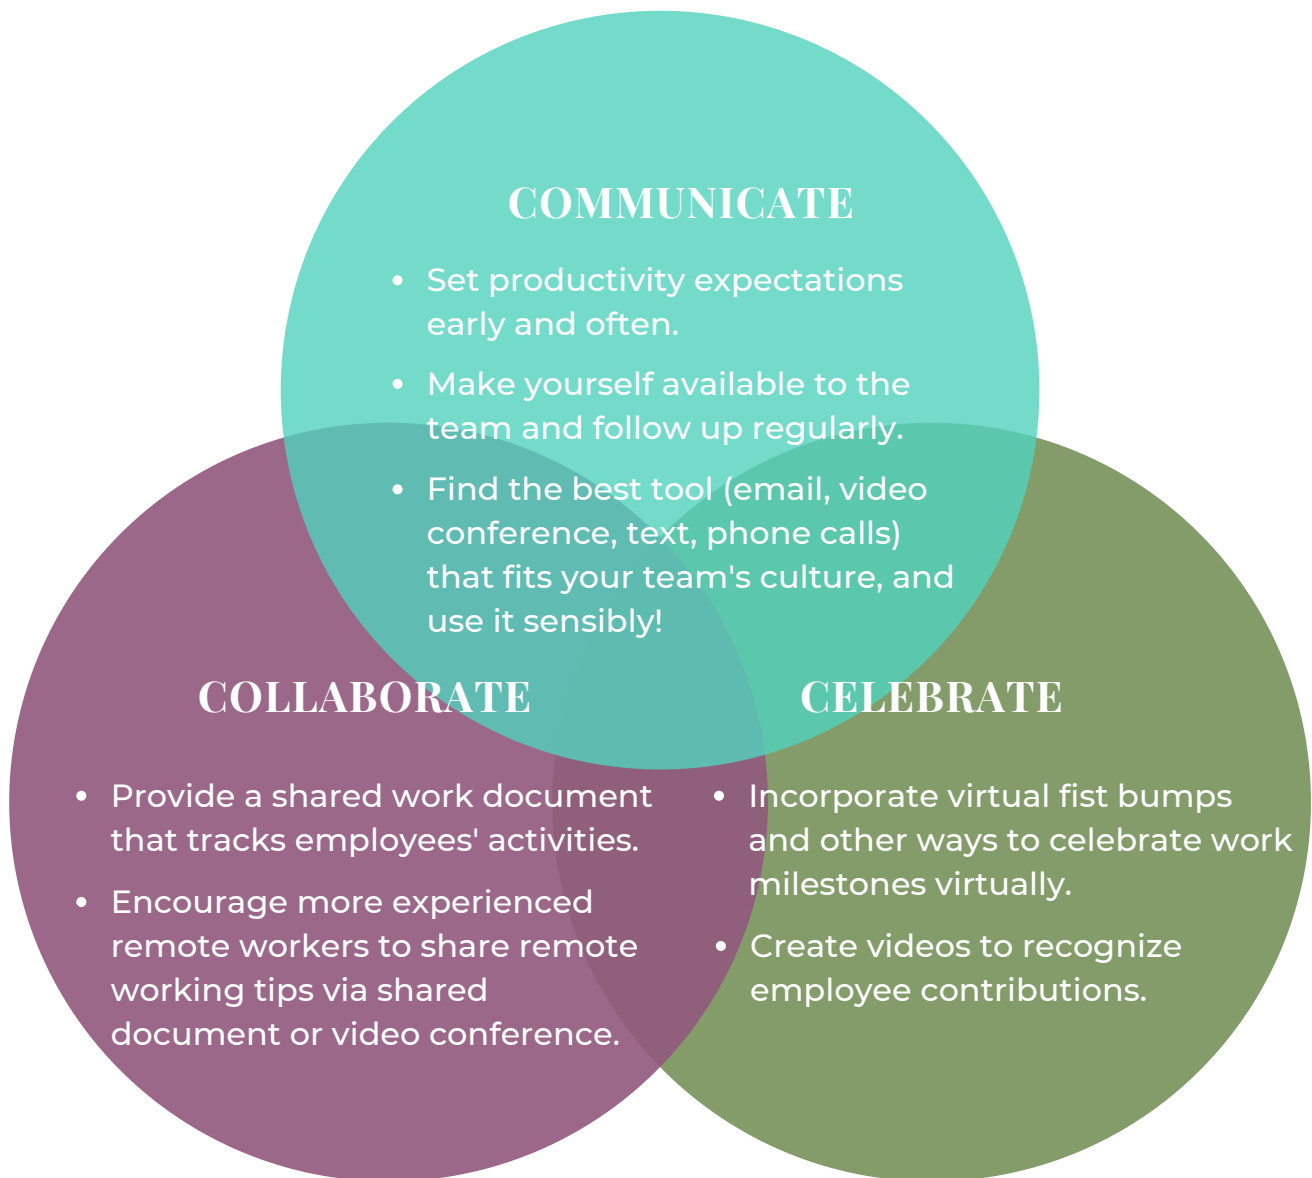 COMMUNICATE
• Set productivity expectations
early and often.
• Make yourself available to the
team and follow up regularly.
• Find the best tool (email, video
conference, text, phone calls)
that fits your team's culture, and
use it sensibly!
COLLABORATE
• Provide a shared work document
that tracks employees' activities.
• Encourage more experienced
remote workers to share remote
working tips via shared
document or video conference.
CELEBRATE
• Incorporate virtual fist bumps
and other ways to celebrate work
milestones virtually.
• Create videos to recognize
employee contributions.